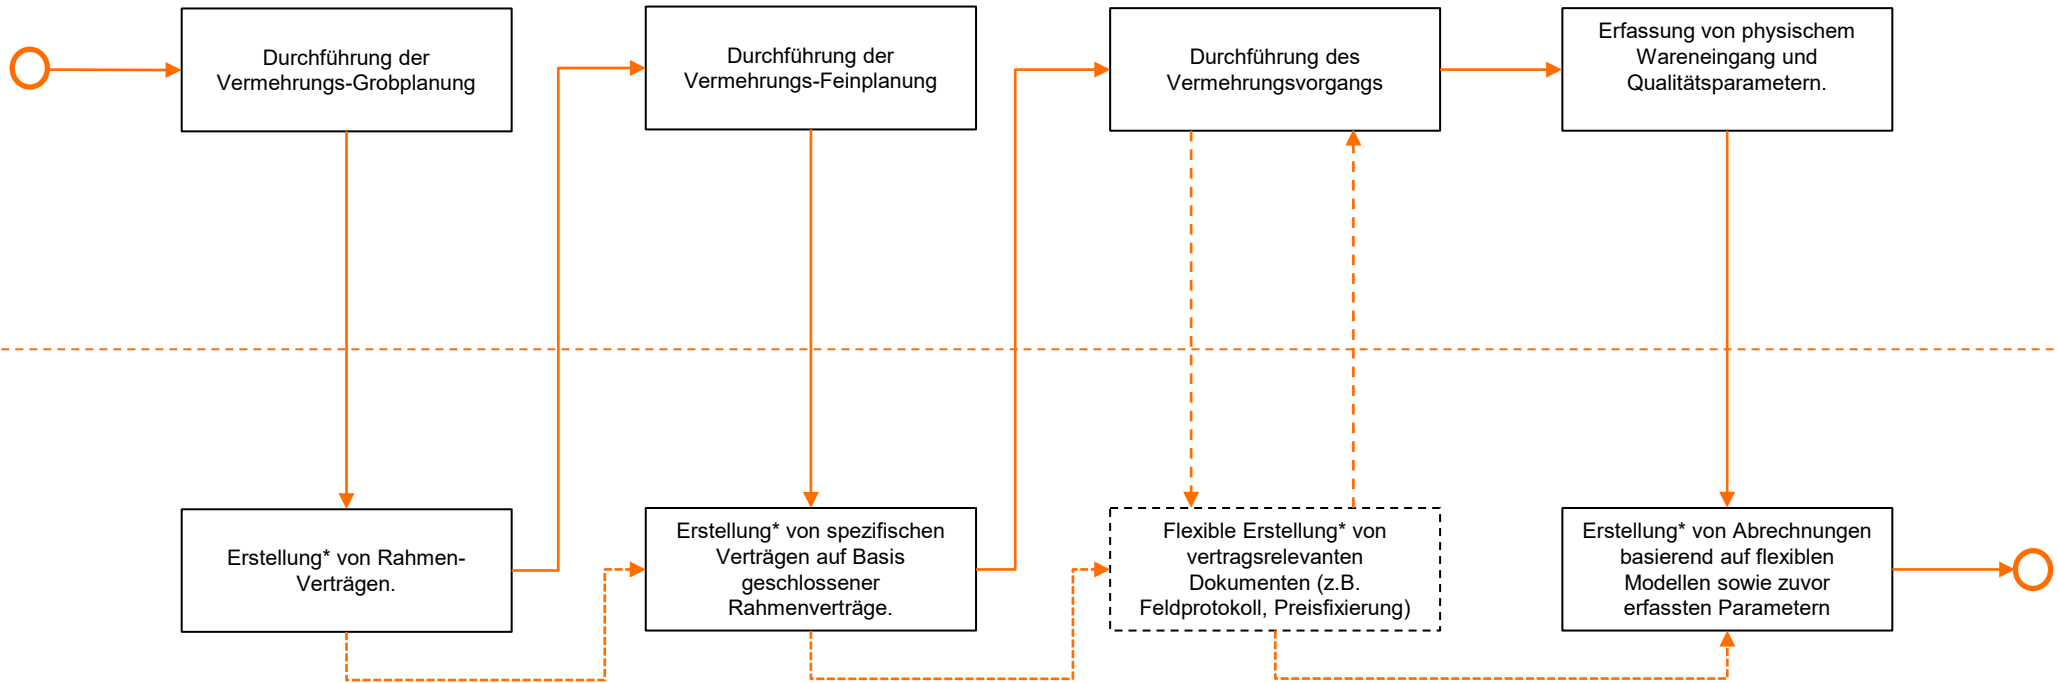 Durchführung der
Vermehrungs-Grobplanung
Durchführung der
Vermehrungs-Feinplanung
Durchführung des
Vermehrungsvorgangs
Erfassung von physischem
Wareneingang und
Qualitätsparametern.
Erstellung* von Rahmen-
Verträgen.
Erstellung* von spezifischen
Verträgen auf Basis
geschlossener
Rahmenverträge.
Flexible Erstellung* von
vertragsrelevanten
Dokumenten (z.B.
Feldprotokoll, Preisfixierung)
Erstellung* von Abrechnungen
basierend auf flexiblen
Modellen sowie zuvor
erfassten Parametern